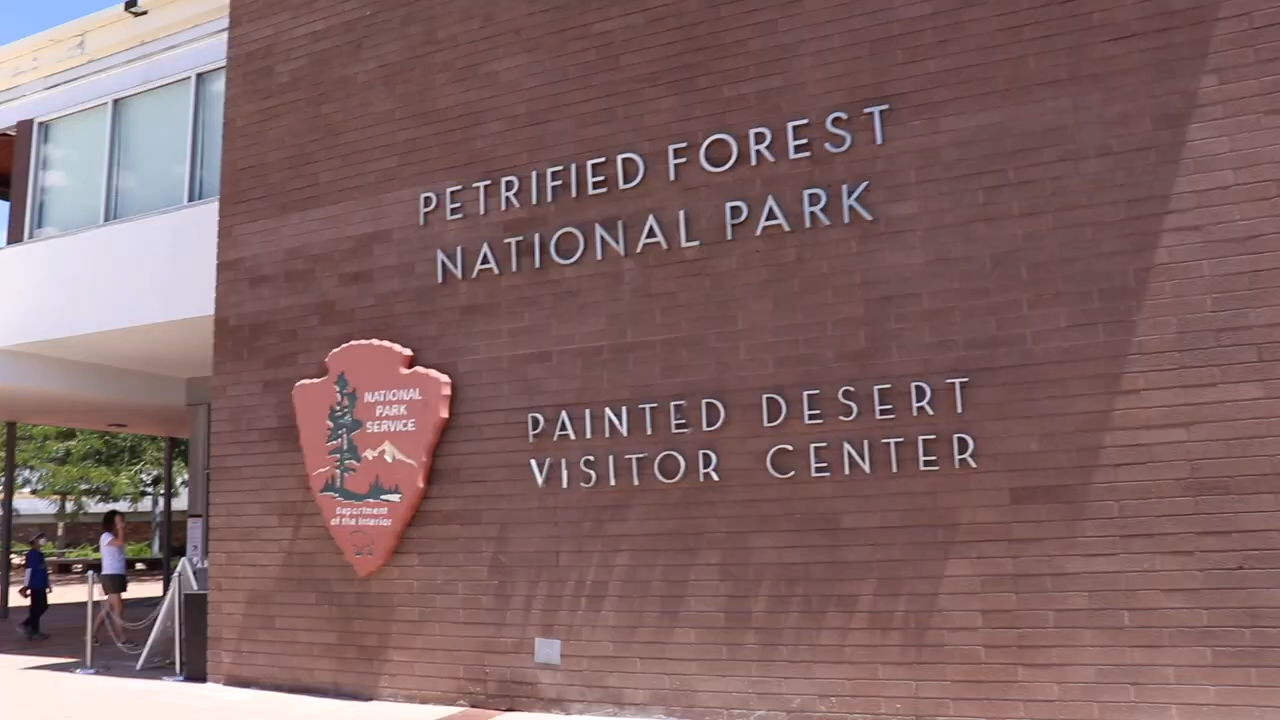 PETRIFIED FOREST
NATIONAL PARK
NATIONAL
PARK
SERVICE
Department
of the Interior
PAINTED DESERT
VISITOR CENTER